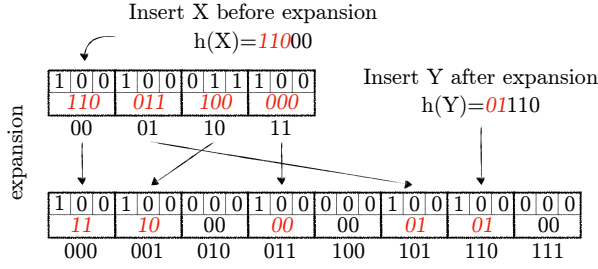 Insert X before expansion
h(X)=11000
1 0 0 1 0 0 0 1 1 1 0 0
110 011 100 000
00 01 10 11
Insert Y after expansion
h(Y)=01110
expansion
1 0 0 1 0 0 0 0 0 1 0 0 0 0 0 1 0 0 1 0 0 0 0 0
11 10 00 00 00 01 01 00
000 001 010 011 100 101 110 111